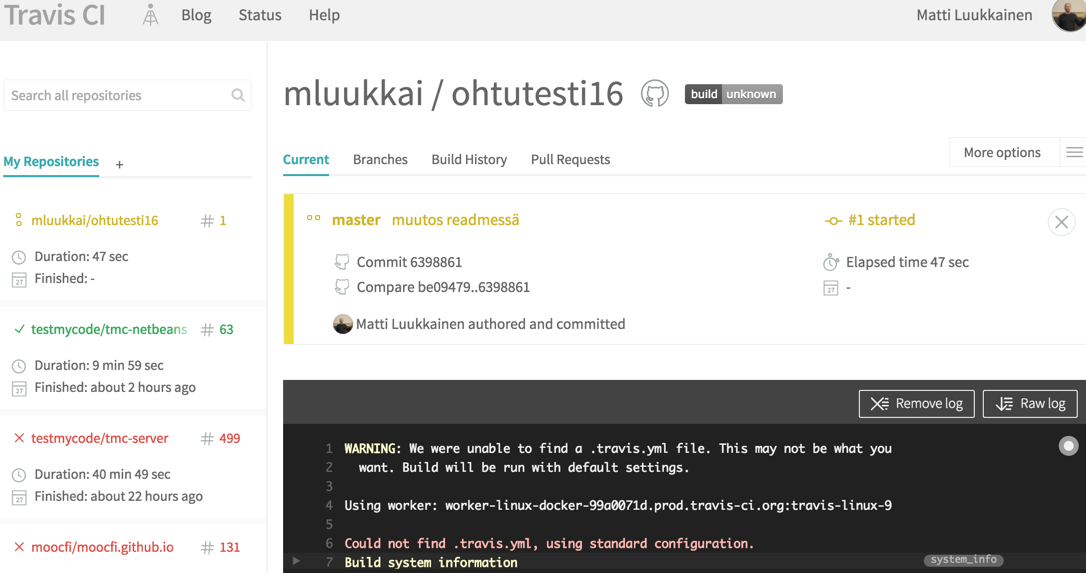 Travis CI Blog Status Help Matti Luukkainen
Search all repositories
My Repositories +
mluukkai/ohtutesti16 # 1
Duration: 47 sec
27 Finished: -
testmycode/tmc-netbeans # 63
Duration: 9 min 59 sec
27 Finished: about 2 hours ago
testmycode/tmc-server # 499
Duration: 40 min 49 sec
27 Finished: about 22 hours ago
moocfi/moocfi.github.io # 131
mluukkai / ohtutesti16 build unknown
Current Branches Build History Pull Requests More options
master muutos readmessä #1 started
Commit 6398861 Elapsed time 47 sec
Compare be09479..6398861 27 -
Matti Luukkainen authored and committed
Remove log Raw log
1 WARNING: We were unable to find a .travis.yml file. This may not be what you
2 want. Build will be run with default settings.
3
4 Using worker: worker-linux-docker-99a0071d.prod.travis-ci.org:travis-linux-9
5
6 Could not find .travis.yml, using standard configuration.
7 Build system information system_info